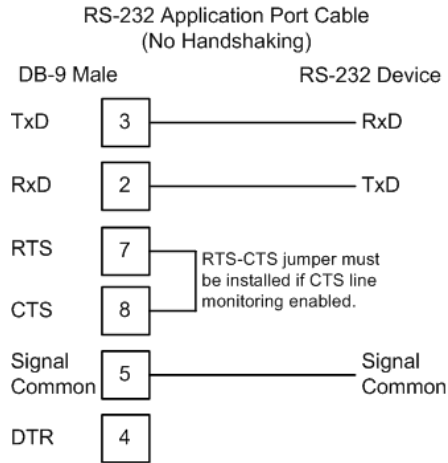 RS-232 Application Port Cable
(No Handshaking)
DB-9 Male
RS-232 Device
TxD
3
RxD
RxD
2
TxD
RTS
7
RTS-CTS jumper must
be installed if CTS line
monitoring enabled.
CTS
8
Signal
Common
5
Signal
Common
DTR
4